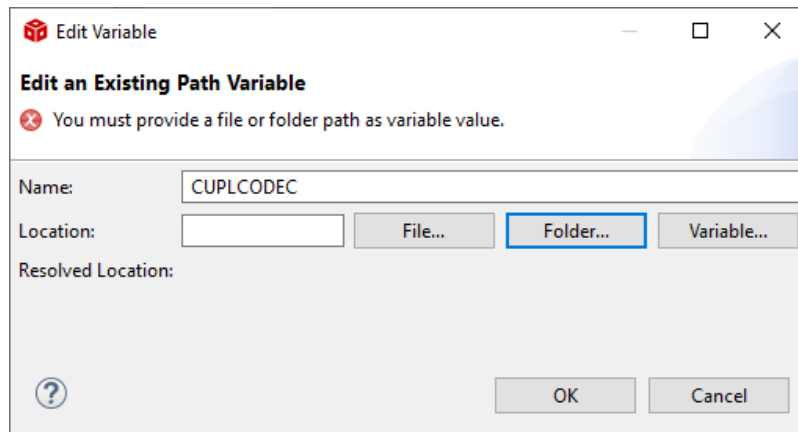 Edit Variable
Edit an Existing Path Variable
You must provide a file or folder path as variable value.
Name: CUPLCODEC
Location: File... Folder... Variable...
Resolved Location:
? OK Cancel